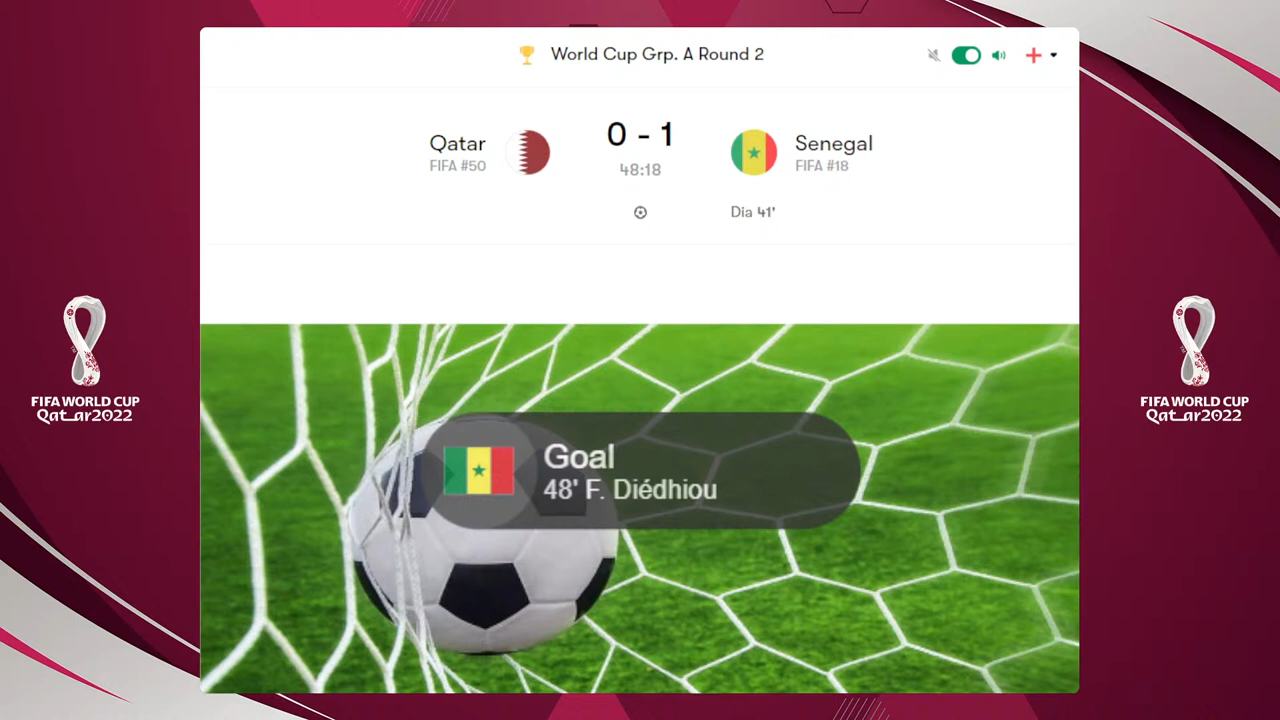 World Cup Grp. A Round 2
Qatar
FIFA #50
0 - 1
48:18
Senegal
FIFA #18
Dia 41'
FIFA WORLD CUP
Qatar2022
FIFA WORLD CUP
Qatar2022
Goal
48' F. Diédhiou